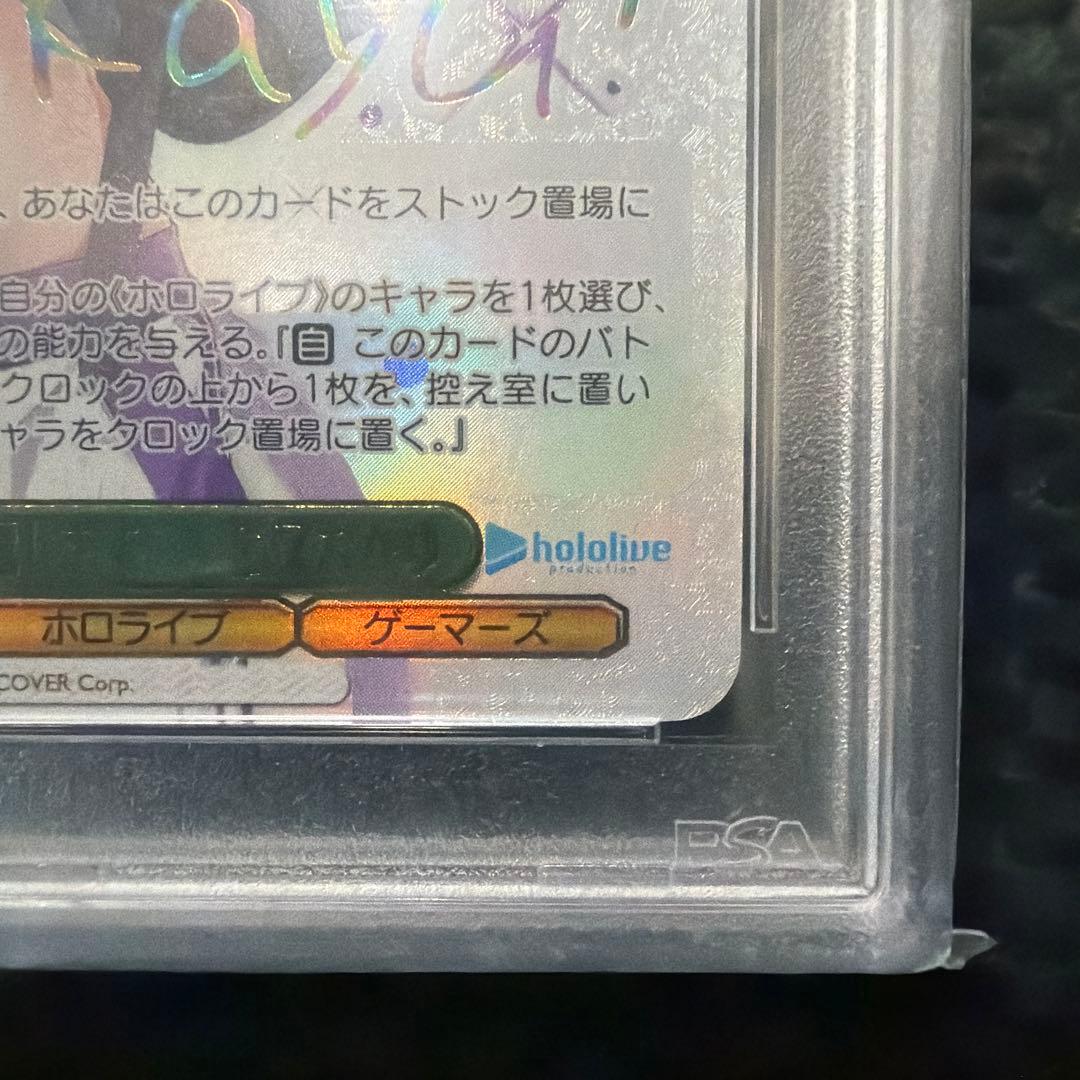 、あなたはこのカードをストック置場に
自分の《ホロライブ》のキャラを1枚選び、
の能力を与える。『自 このカードのバト
クロックの上から1枚を、控え室に置い
ャラをクロック置場に置く。』
hololive
production
ホロライブ ゲーマーズ
COVER Corp.
PSA